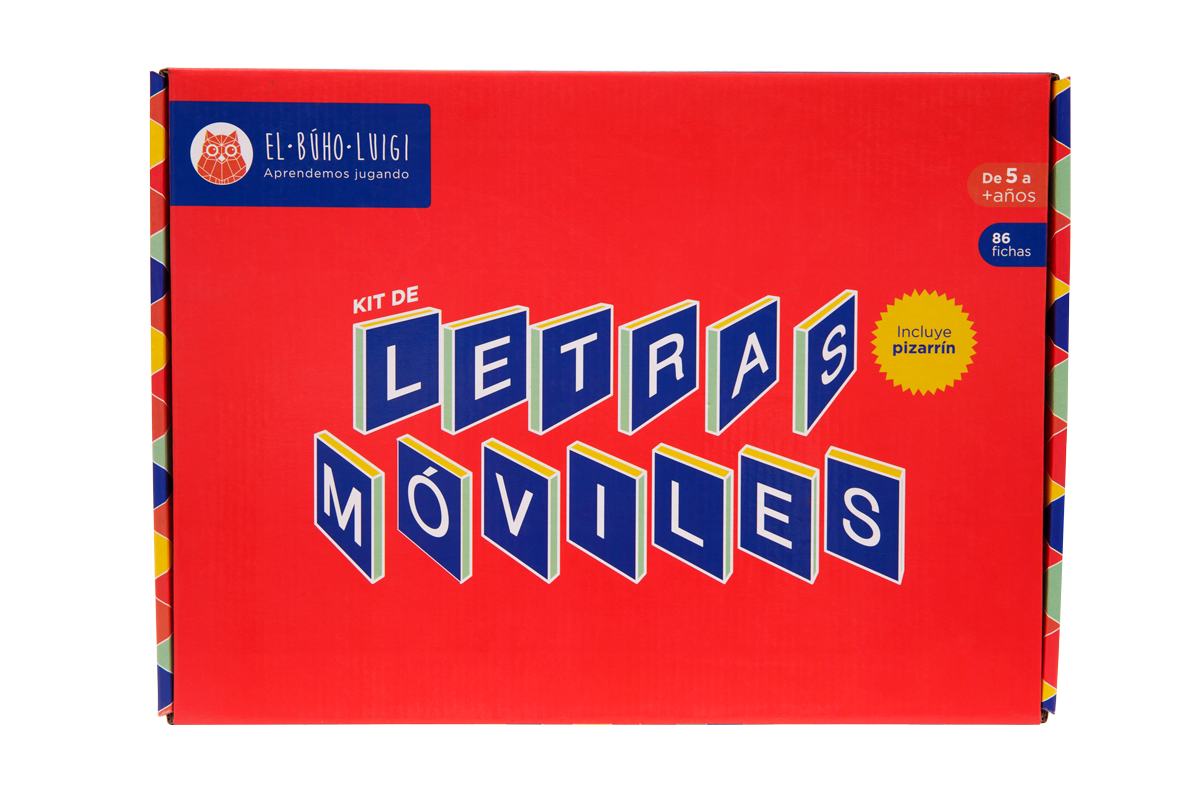 EL·BÚHO·LUIGI
Aprendemos jugando
De 5 a
+años
86
fichas
KIT DE
LETRAS
Incluye
pizarrín
MÓVILES